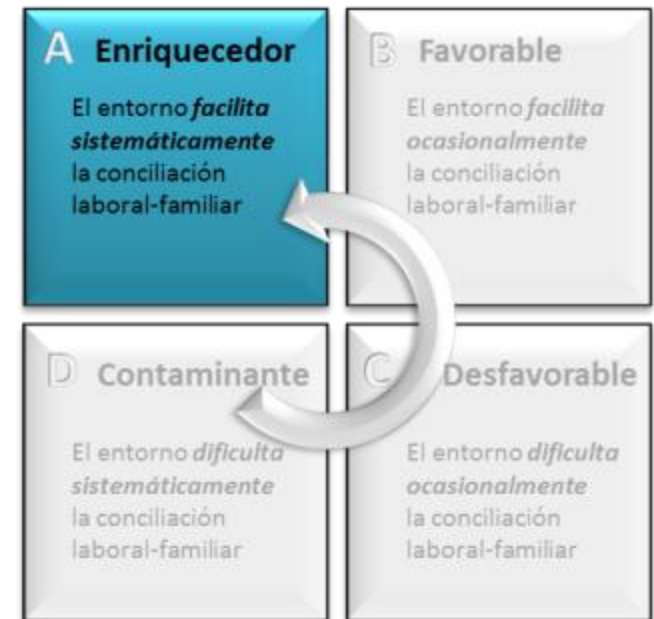 A Enriquecedor
El entorno facilita
sistemáticamente
la conciliación
laboral-familiar
B Favorable
El entorno facilita
ocasionalmente
la conciliación
laboral-familiar
D Contaminante
El entorno dificulta
sistemáticamente
la conciliación
laboral-familiar
C Desfavorable
El entorno dificulta
ocasionalmente
la conciliación
laboral-familiar